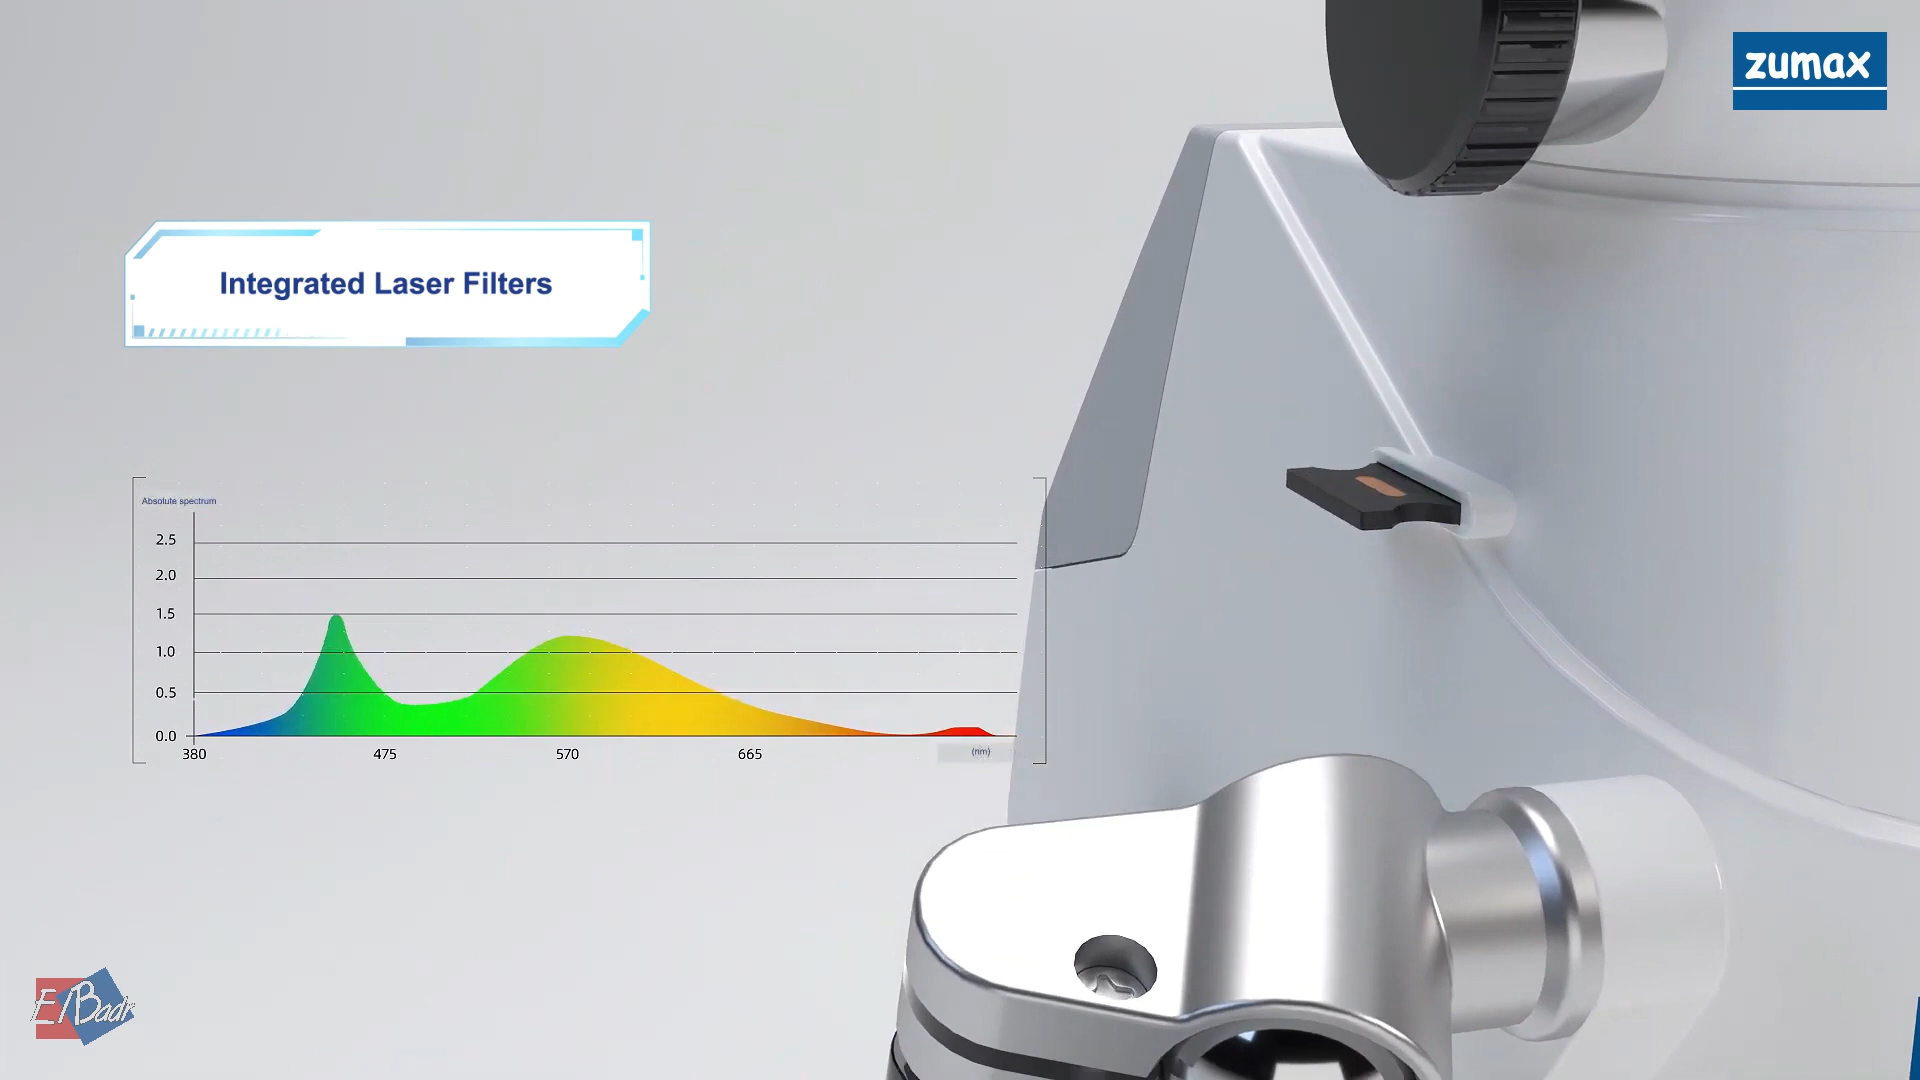 zumax
Integrated Laser Filters
Absolute spectrum
2.5
2.0
1.5
1.0
0.5
0.0
380 475 570 665 (nm)
ElBadr